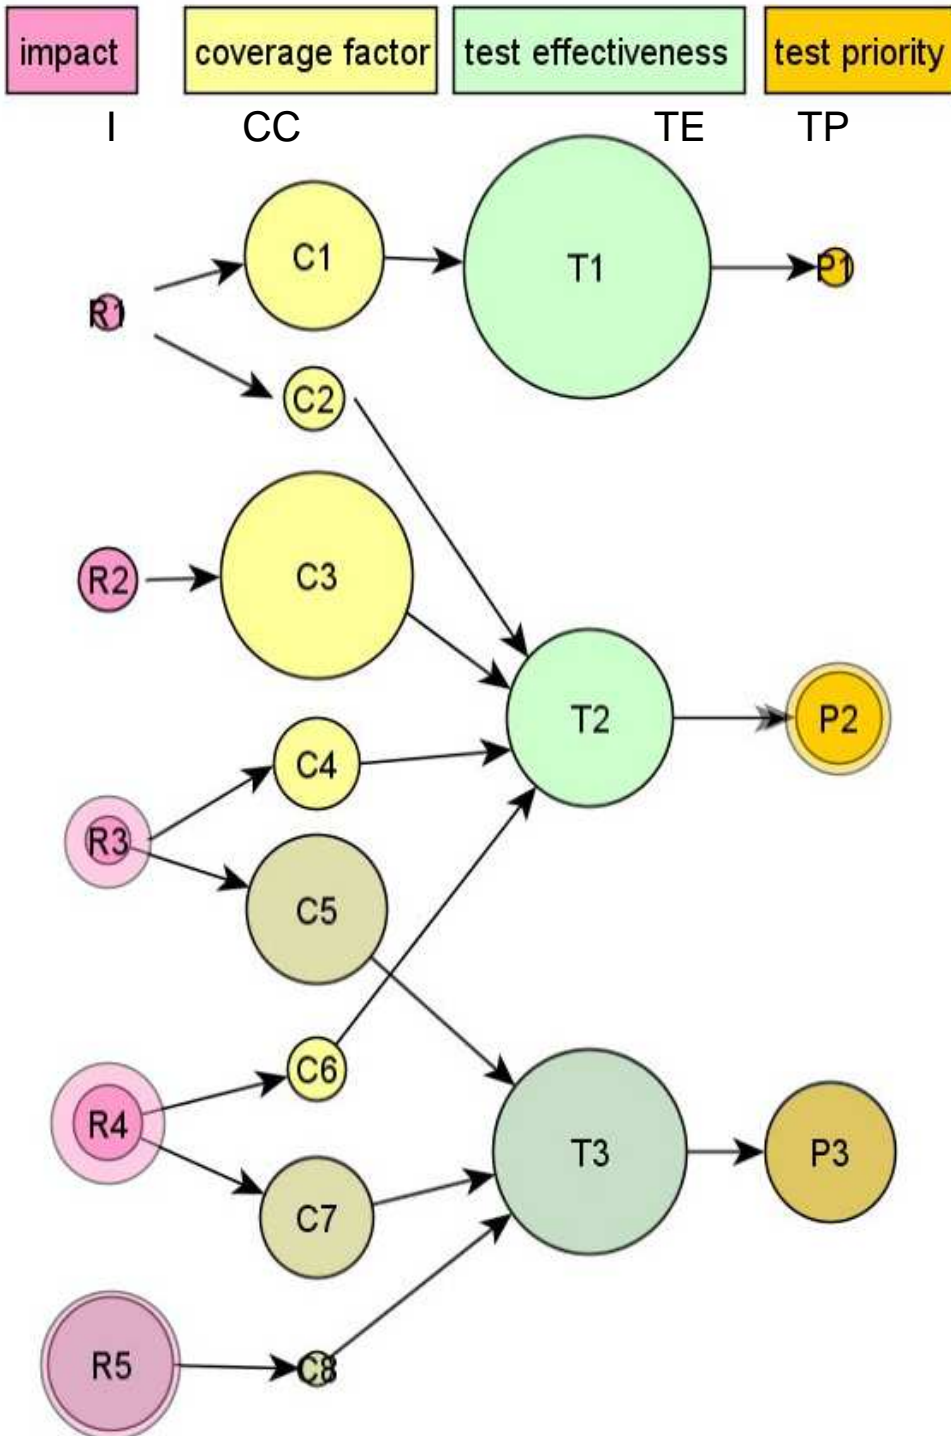 impact coverage factor test effectiveness test priority
I CC TE TP
C1
T1
P1
R1
C2
R2
C3
T2
P2
C4
R3
C5
C6
R4
T3
P3
C7
R5
C8